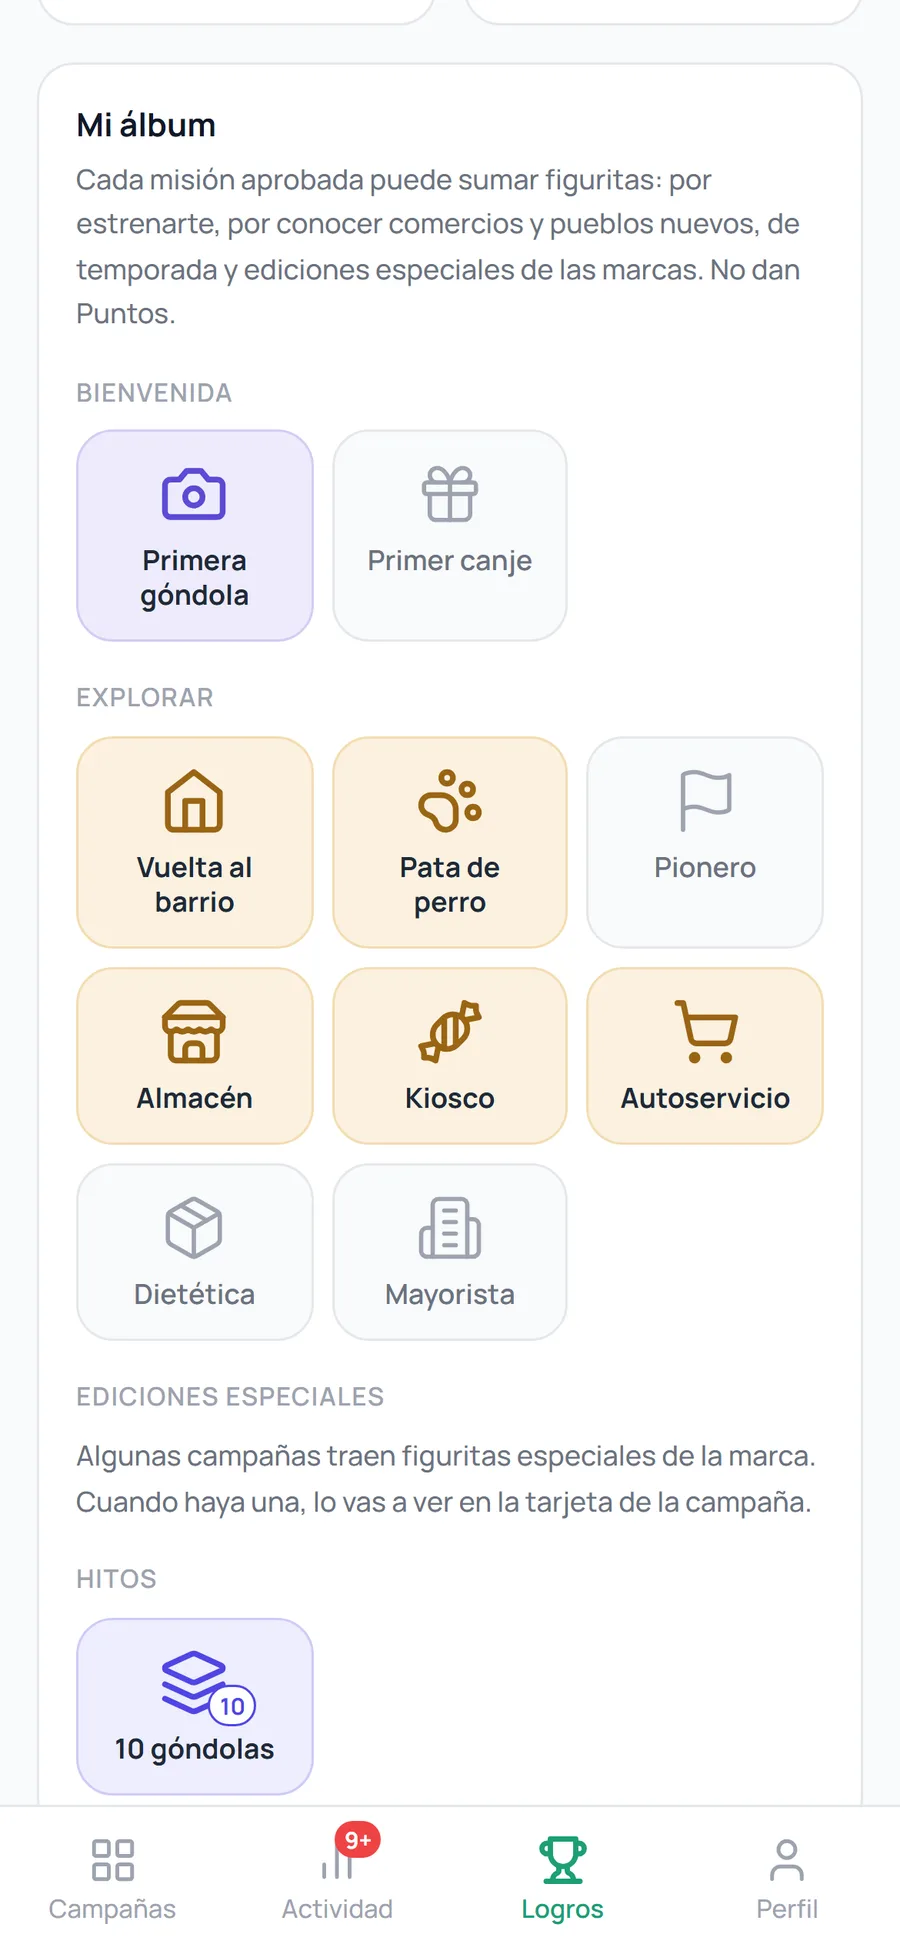 Mi álbum
Cada misión aprobada puede sumar figuritas: por
estrenarte, por conocer comercios y pueblos nuevos, de
temporada y ediciones especiales de las marcas. No dan
Puntos.
BIENVENIDA
Primera
góndola
Primer canje
EXPLORAR
Vuelta al
barrio
Pata de
perro
Pionero
Almacén
Kiosco
Autoservicio
Dietética
Mayorista
EDICIONES ESPECIALES
Algunas campañas traen figuritas especiales de la marca.
Cuando haya una, lo vas a ver en la tarjeta de la campaña.
HITOS
10
10 góndolas
9+
Campañas
Actividad
Logros
Perfil